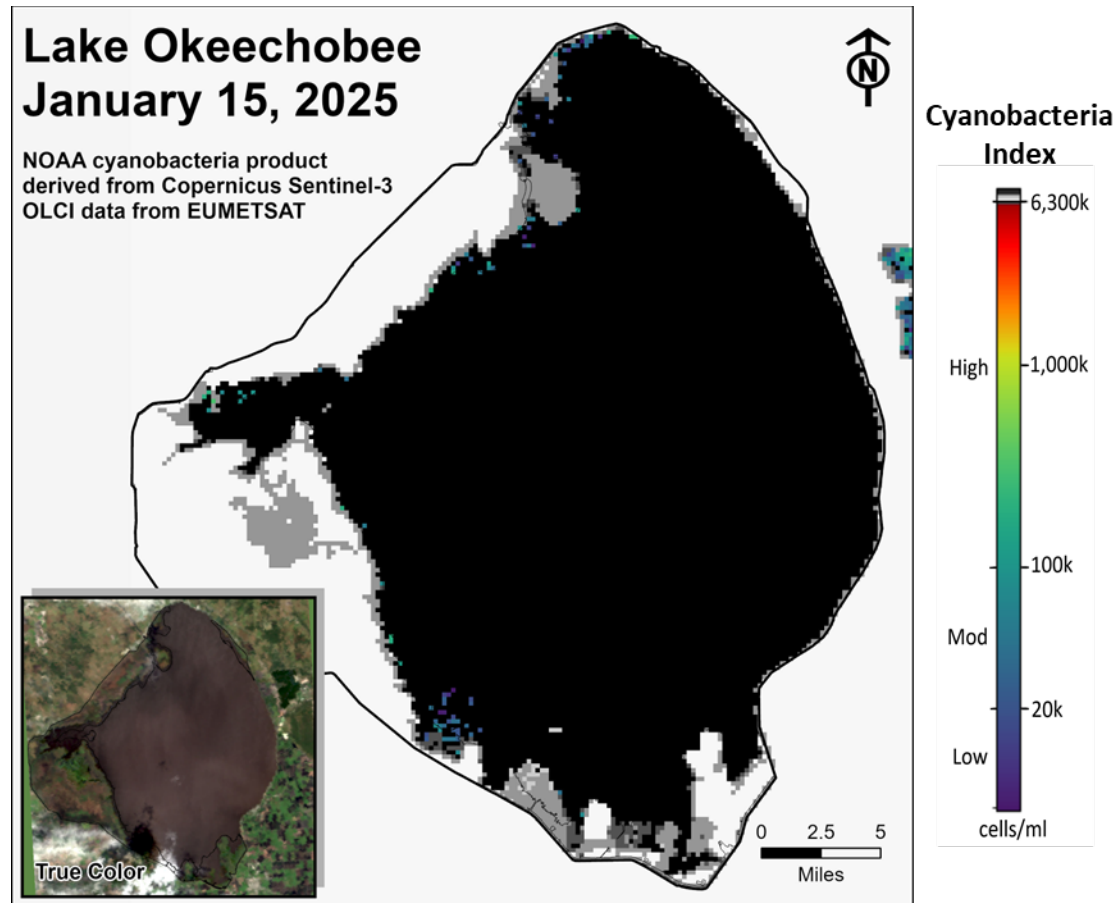 Lake Okeechobee
January 15, 2025
NOAA cyanobacteria product
derived from Copernicus Sentinel-3
OLCI data from EUMETSAT
N
Cyanobacteria
Index
6,300k
High
1,000k
100k
Mod
20k
Low
cells/ml
True Color
0 2.5 5
Miles